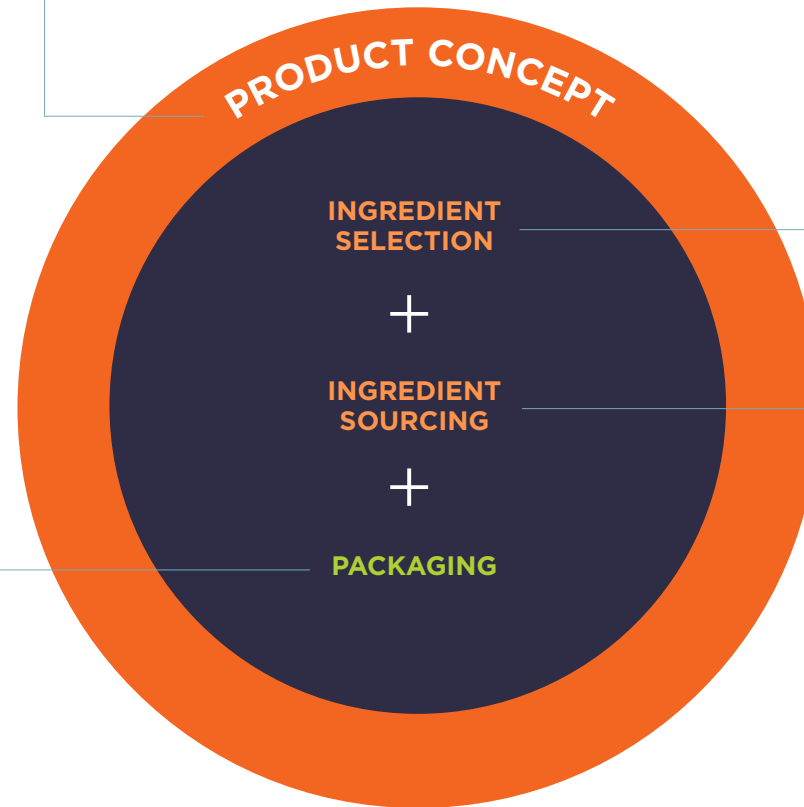 PRODUCT CONCEPT
INGREDIENT
SELECTION
+
INGREDIENT
SOURCING
+
PACKAGING